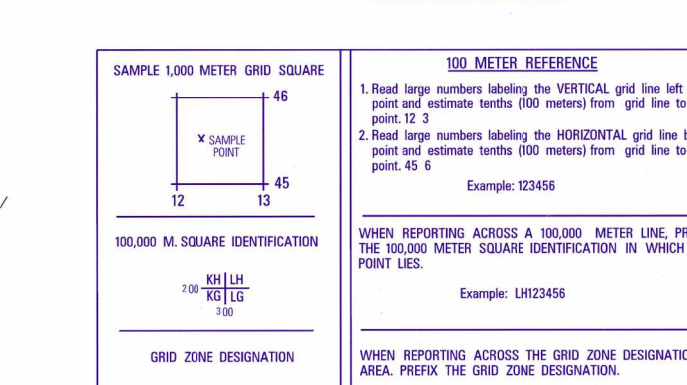 SAMPLE 1,000 METER GRID SQUARE
46
X SAMPLE
POINT
45
12 13
100,000 M. SQUARE IDENTIFICATION
KH LH
200
KG LG
300
GRID ZONE DESIGNATION
100 METER REFERENCE
1. Read large numbers labeling the VERTICAL grid line left
point and estimate tenths (100 meters) from grid line to
point. 12 3
2. Read large numbers labeling the HORIZONTAL grid line
point and estimate tenths (100 meters) from grid line to
point. 45 6
Example: 123456
WHEN REPORTING ACROSS A 100,000 METER LINE,
THE 100,000 METER SQUARE IDENTIFICATION IN WHICH
POINT LIES.
Example: LH123456
WHEN REPORTING ACROSS THE GRID ZONE
AREA. PREFIX THE GRID ZONE DESIGNATION.